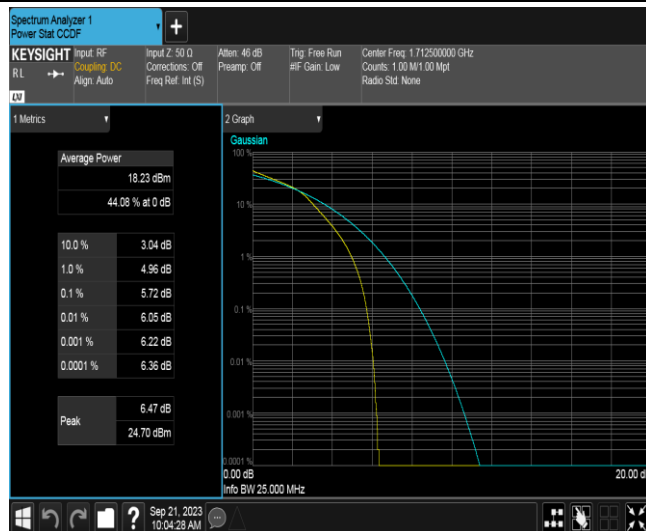 Spectrum Analyzer 1
Power Stat CCDF
+
KEYSIGHT
RL
Input: RF
Coupling: DC
Align: Auto
Input Z: 50 Ω
Corrections: Off
Freq Ref: Int (S)
Atten: 46 dB
Preamp: Off
Trig: Free Run
#IF Gain: Low
Center Freq: 1.712500000 GHz
Counts: 1.00 M/1.00 Mpt
Radio Std: None
1 Metrics
Average Power
18.23 dBm
44.08 % at 0 dB
10.0 % 3.04 dB
1.0 % 4.96 dB
0.1 % 5.72 dB
0.01 % 6.05 dB
0.001 % 6.22 dB
0.0001 % 6.36 dB
Peak
6.47 dB
24.70 dBm
2 Graph
Gaussian
100 %
10 %
1 %
0.1 %
0.01 %
0.001 %
0.0001 %
0.00 dB
20.00 d
Info BW 25.000 MHz
?
Sep 21, 2023
10:04:28 AM